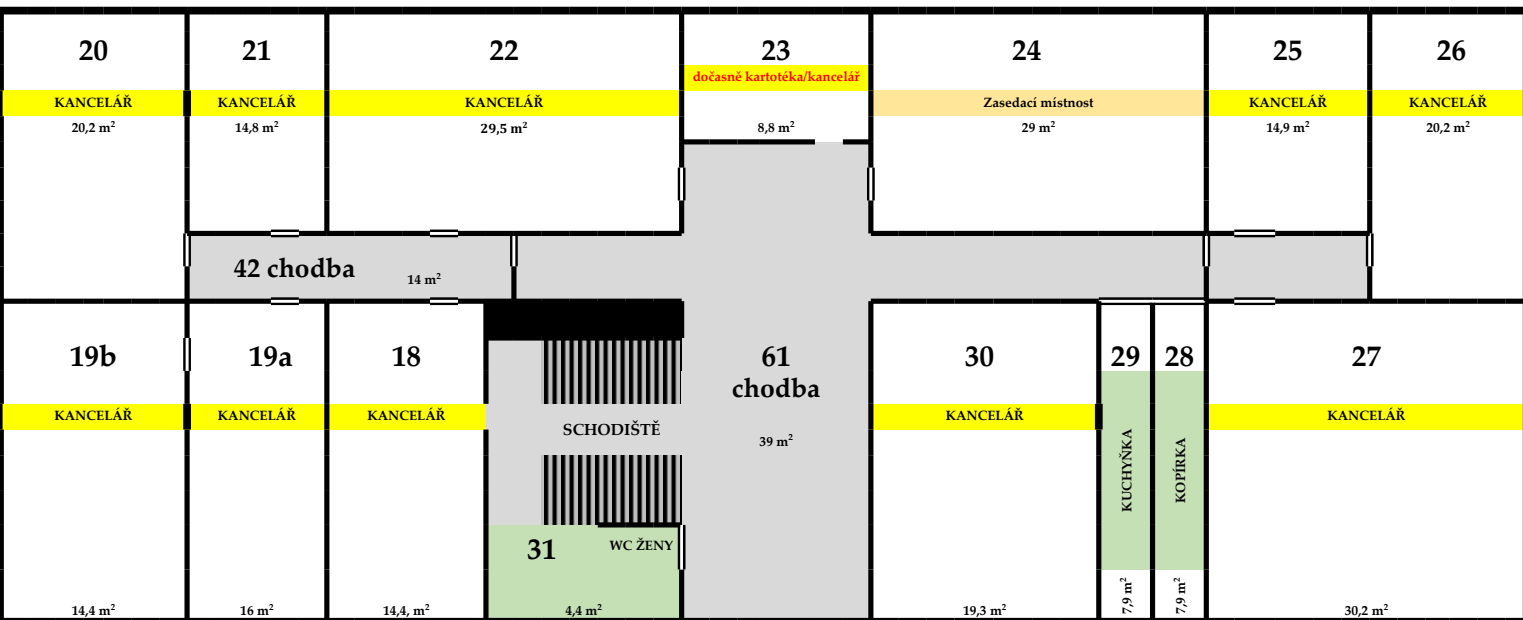 20
KANCELÁŘ
20,2 m²
21
KANCELÁŘ
14,8 m²
22
KANCELÁŘ
29,5 m²
23
dočasně kartotéka/kancelář
8,8 m²
24
Zasedací místnost
29 m²
25
KANCELÁŘ
14,9 m²
26
KANCELÁŘ
20,2 m²
42 chodba
14 m²
19b
KANCELÁŘ
14,4 m²
19a
KANCELÁŘ
16 m²
18
KANCELÁŘ
14,4, m²
SCHODIŠTĚ
31
WC ŽENY
4,4 m²
61
chodba
39 m²
30
KANCELÁŘ
19,3 m²
29
KUCHYŇKA
7,9 m²
28
KOPÍRKA
7,9 m²
27
KANCELÁŘ
30,2 m²